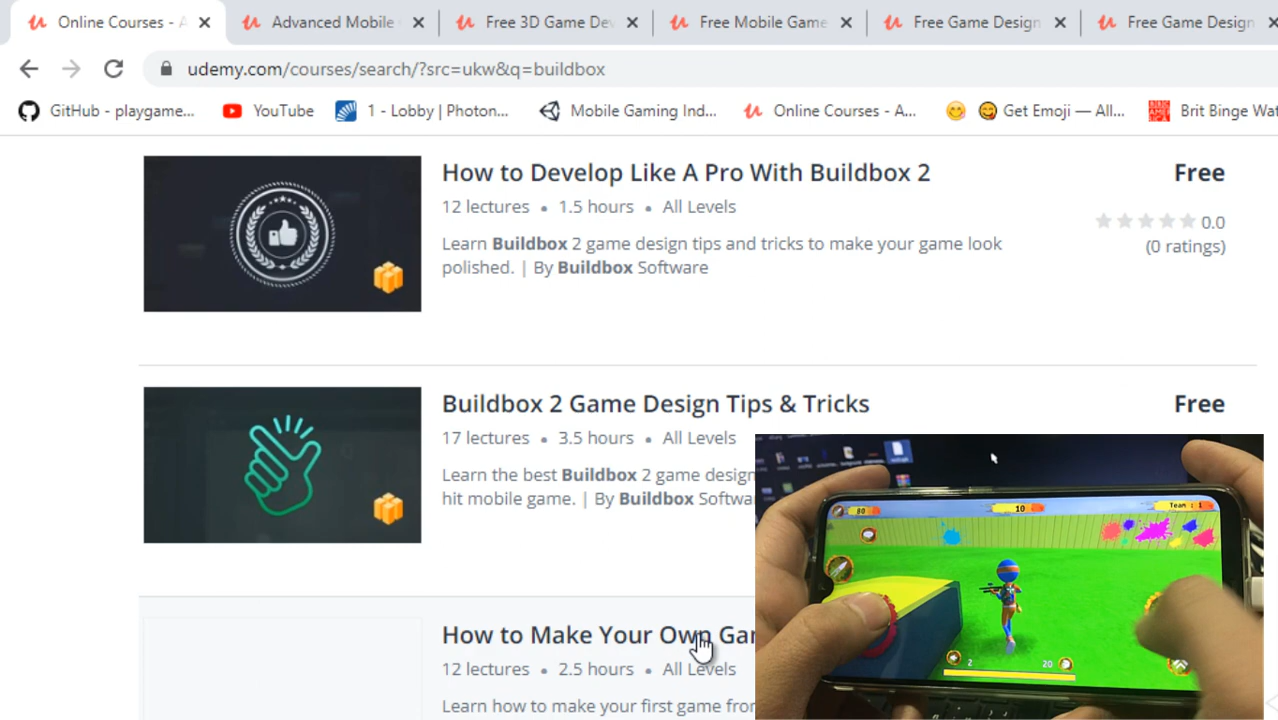 Online Courses - A
Advanced Mobile
Free 3D Game Dev
Free Mobile Game
Free Game Design
Free Game Design
udemy.com/courses/search/?src=ukw&q=buildbox
GitHub - playgame...
YouTube
1 - Lobby | Photon...
Mobile Gaming Ind...
Online Courses - A...
Get Emoji — All...
Brit Binge Wat
How to Develop Like A Pro With Buildbox 2
Free
12 lectures • 1.5 hours • All Levels
0.0
(0 ratings)
Learn Buildbox 2 game design tips and tricks to make your game look
polished. | By Buildbox Software
Buildbox 2 Game Design Tips & Tricks
Free
17 lectures • 3.5 hours • All Levels
Learn the best Buildbox 2 game design
hit mobile game. | By Buildbox Softwa
How to Make Your Own Gam
12 lectures • 2.5 hours • All Levels
Learn how to make your first game from
80
10
Team : 1
2
20